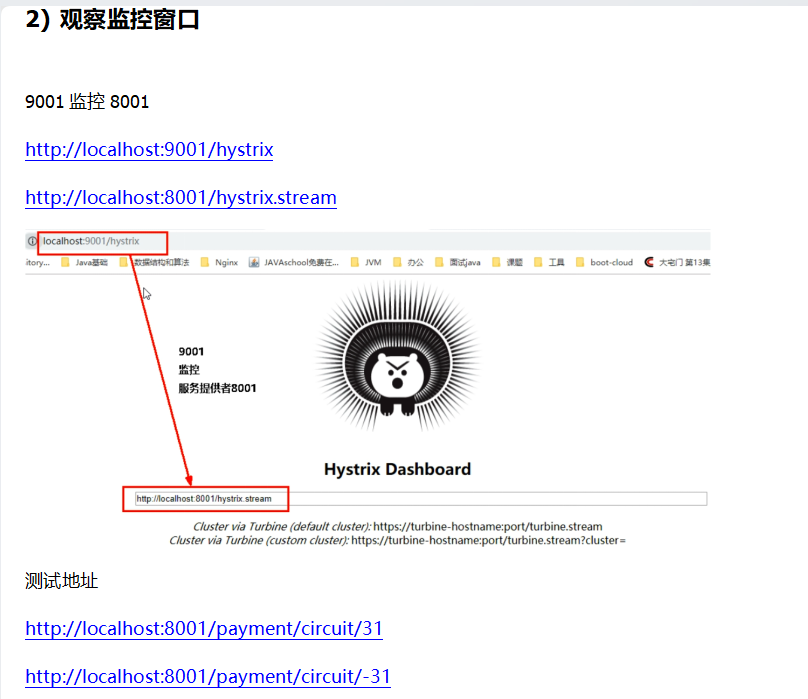 2) 观察监控窗口
9001 监控 8001
http://localhost:9001/hystrix
http://localhost:8001/hystrix.stream
localhost:9001/hystrix
itory... Java基础 数据结构和算法 Nginx JAVAschool免费在... JVM 办公 面试java 课题 工具 boot-cloud 大宅门 第13集
9001
监控
服务提供者8001
Hystrix Dashboard
http://localhost:8001/hystrix.stream
Cluster via Turbine (default cluster): https://turbine-hostname:port/turbine.stream
Cluster via Turbine (custom cluster): https://turbine-hostname:port/turbine.stream?cluster=
测试地址
http://localhost:8001/payment/circuit/31
http://localhost:8001/payment/circuit/-31